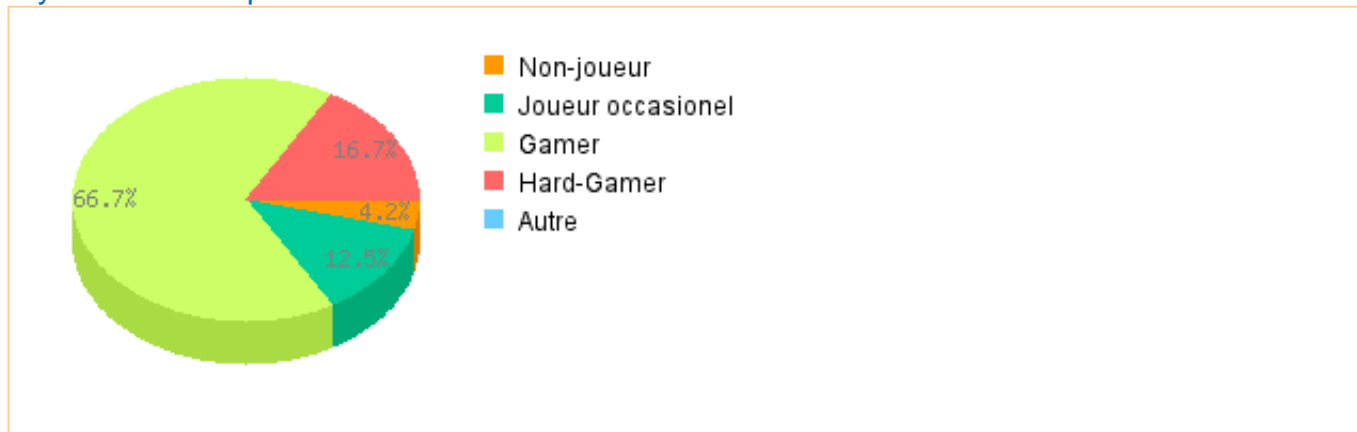 Non-joueur
Joueur occasionel
Gamer
Hard-Gamer
Autre
16.7%
66.7%
4.2%
12.5%